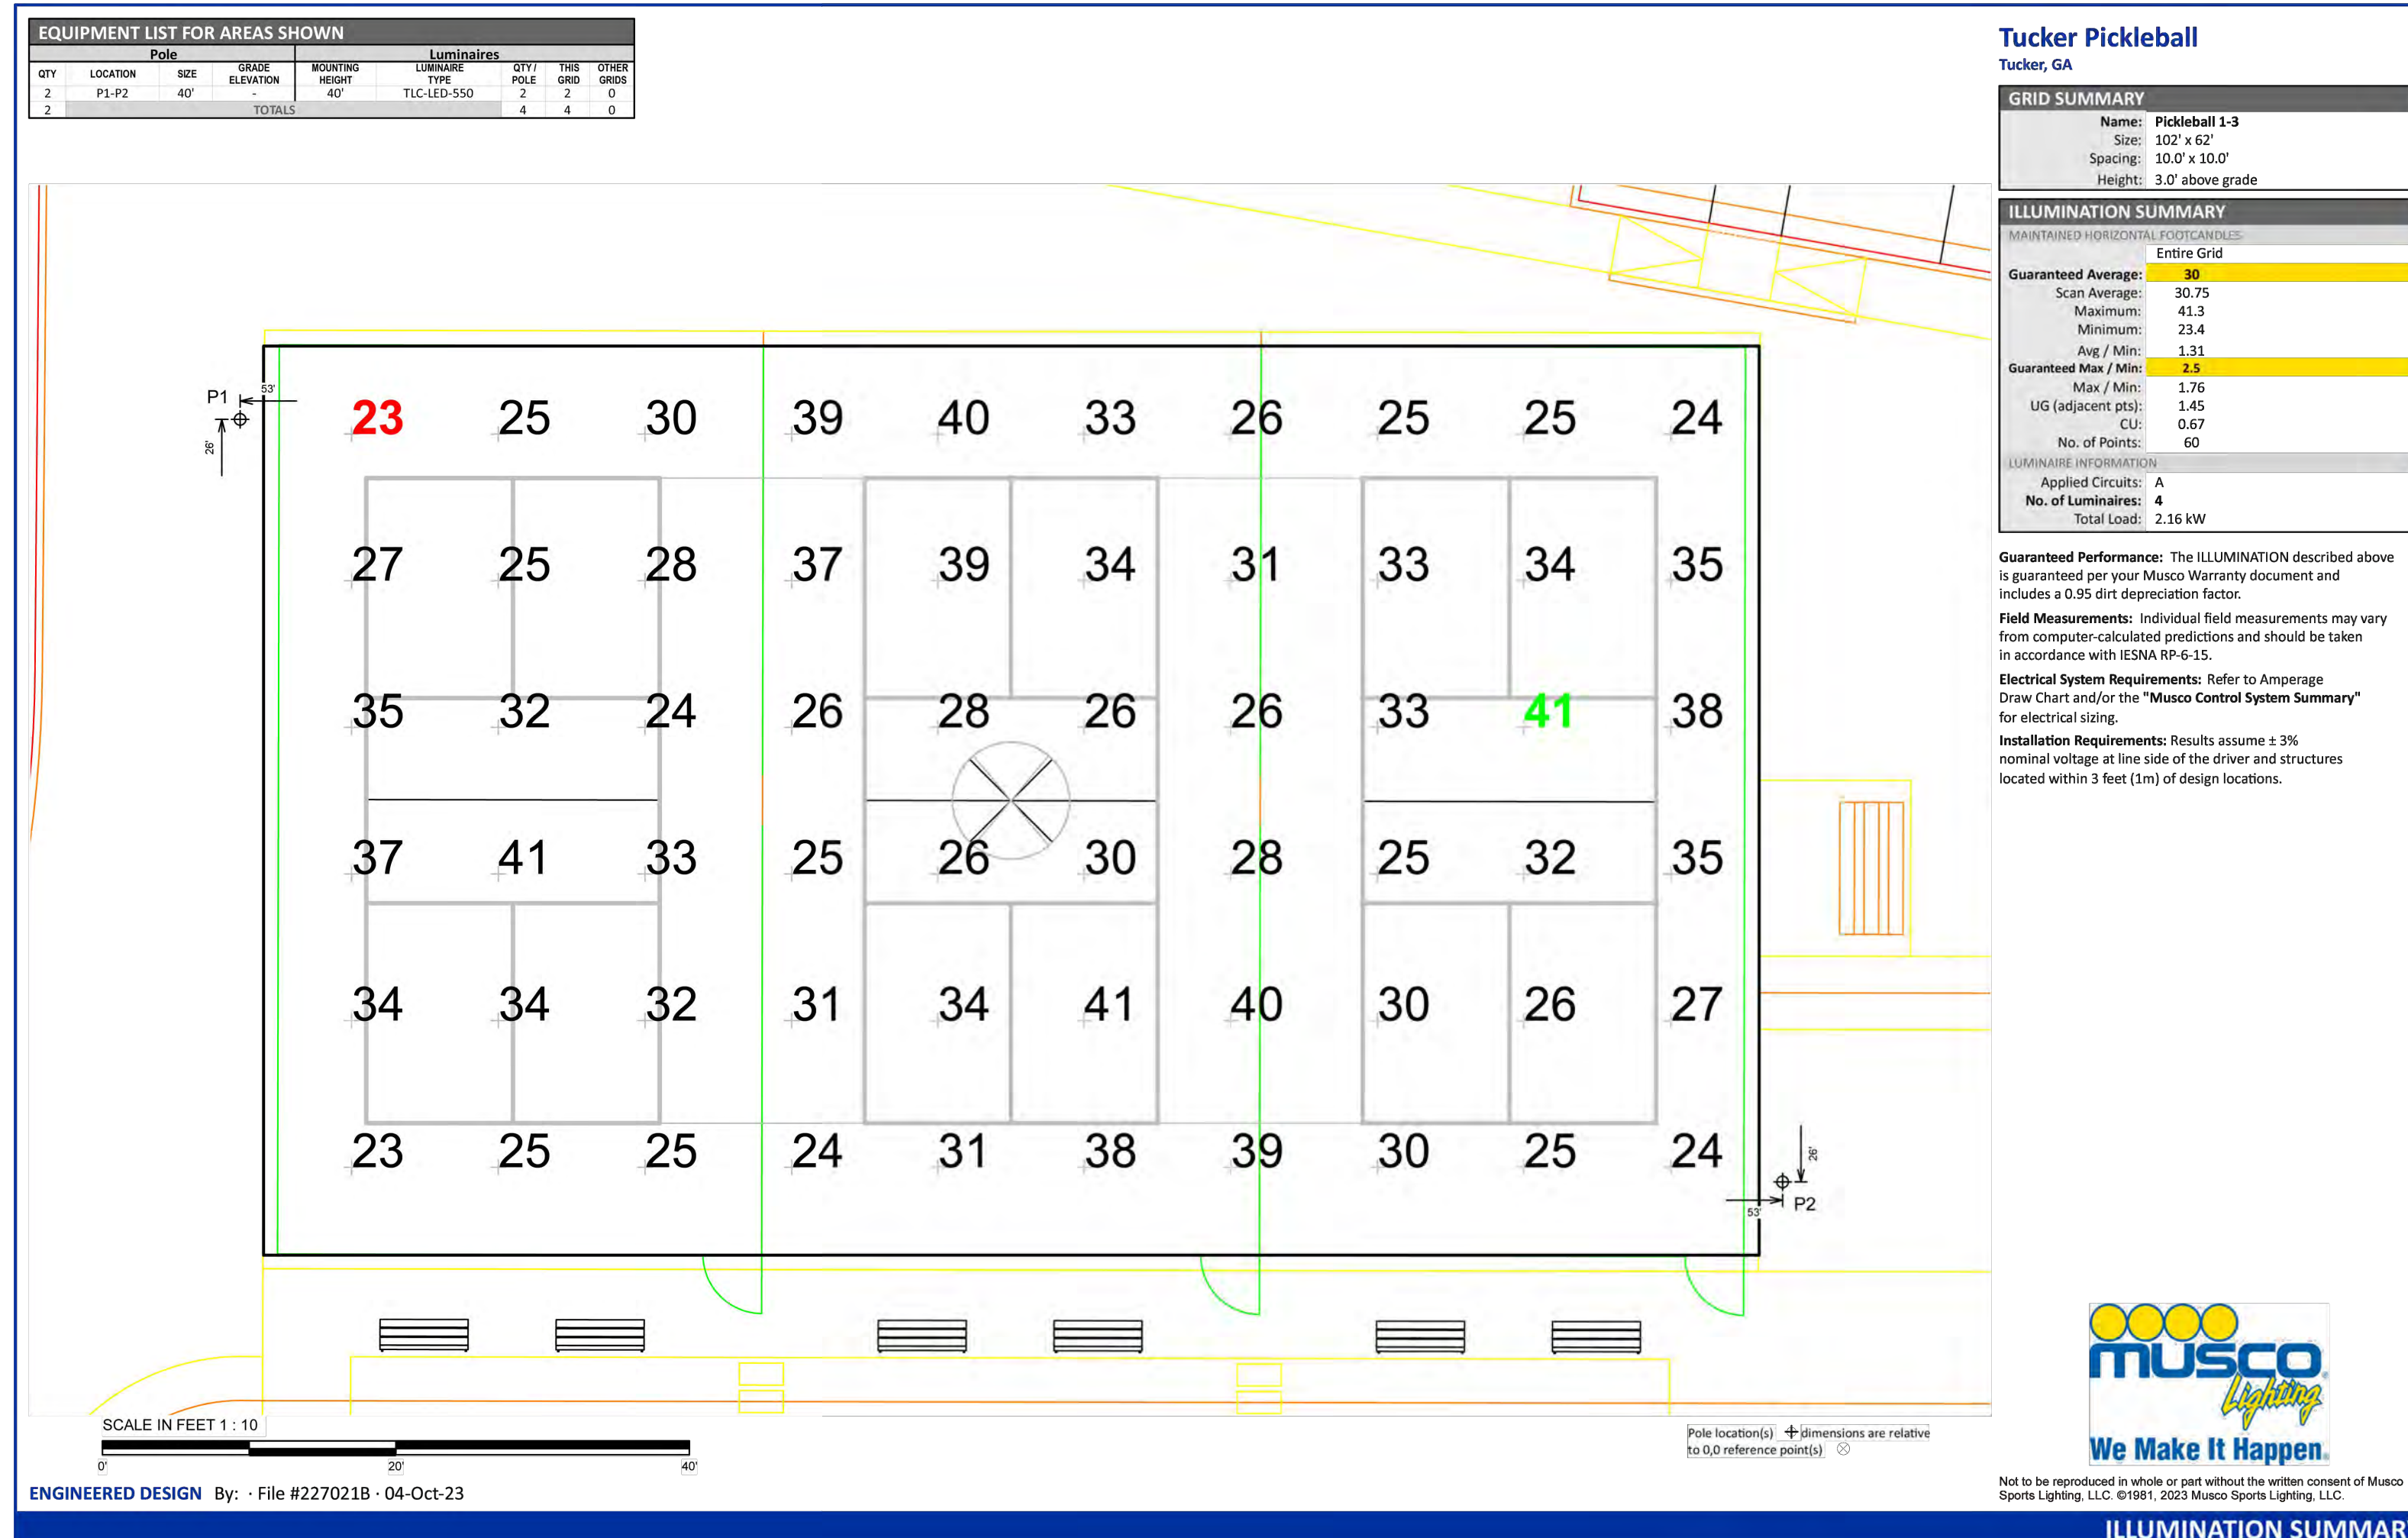 EQUIPMENT LIST FOR AREAS SHOWN
Pole Luminaires
QTY LOCATION SIZE GRADE ELEVATION MOUNTING HEIGHT LUMINAIRE TYPE QTY / POLE THIS GRID OTHER GRIDS
2 P1-P2 40' - 40' TLC-LED-550 2 2 0
2 TOTALS 4 4 0
Tucker Pickleball
Tucker, GA
GRID SUMMARY
Name: Pickleball 1-3
Size: 102' x 62'
Spacing: 10.0' x 10.0'
Height: 3.0' above grade
ILLUMINATION SUMMARY
MAINTAINED HORIZONTAL FOOTCANDLES
Entire Grid
Guaranteed Average: 30
Scan Average: 30.75
Maximum: 41.3
Minimum: 23.4
Avg / Min: 1.31
Guaranteed Max / Min: 2.5
Max / Min: 1.76
UG (adjacent pts): 1.45
CU: 0.67
No. of Points: 60
LUMINAIRE INFORMATION
Applied Circuits: A
No. of Luminaires: 4
Total Load: 2.16 kW
Guaranteed Performance: The ILLUMINATION described above
is guaranteed per your Musco Warranty document and
includes a 0.95 dirt depreciation factor.
Field Measurements: Individual field measurements may vary
from computer-calculated predictions and should be taken
in accordance with IESNA RP-6-15.
Electrical System Requirements: Refer to Amperage
Draw Chart and/or the "Musco Control System Summary"
for electrical sizing.
Installation Requirements: Results assume ± 3%
nominal voltage at line side of the driver and structures
located within 3 feet (1m) of design locations.
P1 53'
26'
23 25 30 39 40 33 26 25 25 24
27 25 28 37 39 34 31 33 34 35
35 32 24 26 28 26 26 33 41 38
37 41 33 25 26 30 28 25 32 35
34 34 32 31 34 41 40 30 26 27
23 25 25 24 31 38 39 30 25 24
26'
53' P2
SCALE IN FEET 1 : 10
0' 20' 40'
Pole location(s) dimensions are relative
to 0,0 reference point(s)
ENGINEERED DESIGN By: · File #227021B · 04-Oct-23
musco
Lighting
We Make It Happen.
Not to be reproduced in whole or part without the written consent of Musco
Sports Lighting, LLC. ©1981, 2023 Musco Sports Lighting, LLC.
ILLUMINATION SUMMAR